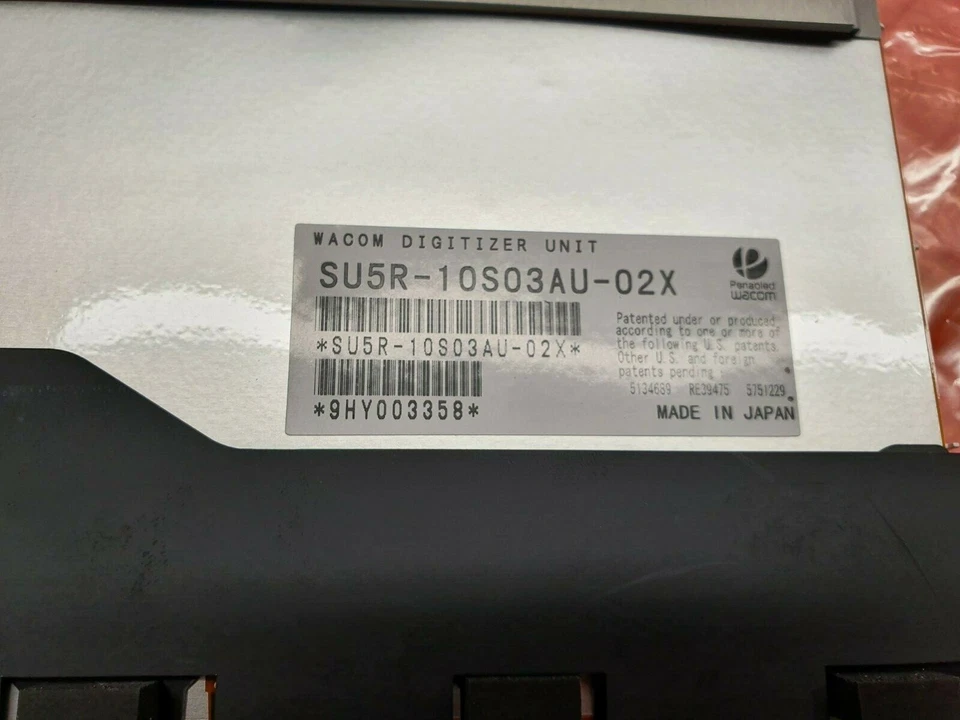 WACOM DIGITIZER UNIT
SU5R-10S03AU-02X
Penabled
wacom
*SU5R-10S03AU-02X*
Patented under or produced
according to one or more of
the following U.S. patents.
Other U.S. and foreign
patents pending
5134689 RE39475 5751229
*9HY003358*
MADE IN JAPAN